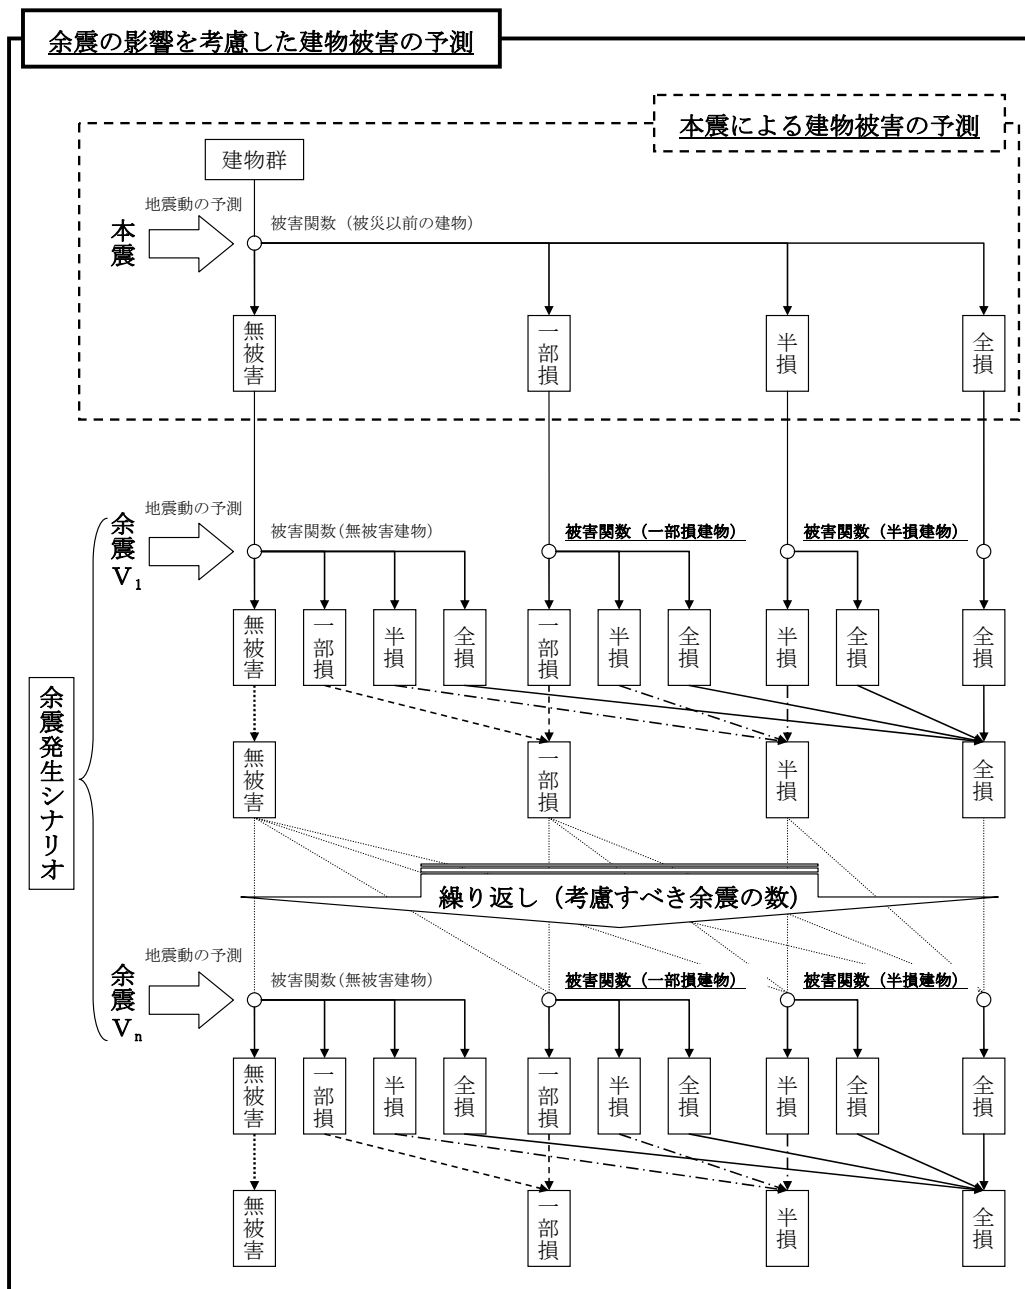 余震の影響を考慮した建物被害の予測
本震による建物被害の予測
建物群
地震動の予測
本震
被害関数（被災以前の建物）
無被害
一部損
半損
全損
余震発生シナリオ
地震動の予測
余震V1
被害関数(無被害建物)
被害関数（一部損建物）
被害関数（半損建物）
無被害
一部損
半損
全損
一部損
半損
全損
半損
全損
全損
無被害
一部損
半損
全損
繰り返し（考慮すべき余震の数）
地震動の予測
余震Vn
被害関数(無被害建物)
被害関数（一部損建物）
被害関数（半損建物）
無被害
一部損
半損
全損
一部損
半損
全損
半損
全損
全損
無被害
一部損
半損
全損